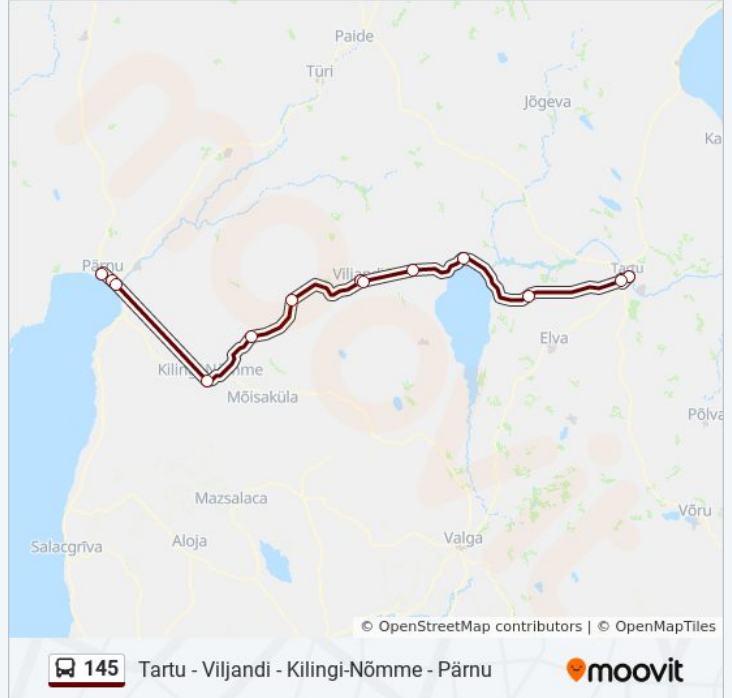 Paide
Türi
Jõgeva
Ka
Pärnu
Viljandi
Tartu
Elva
Kilingi-Nõmme
Mõisaküla
Põlva
Mazsalaca
Võru
Salacgrīva
Aloja
Valga
© OpenStreetMap contributors | © OpenMapTiles
145 Tartu - Viljandi - Kilingi-Nõmme - Pärnu
moovit
moovit